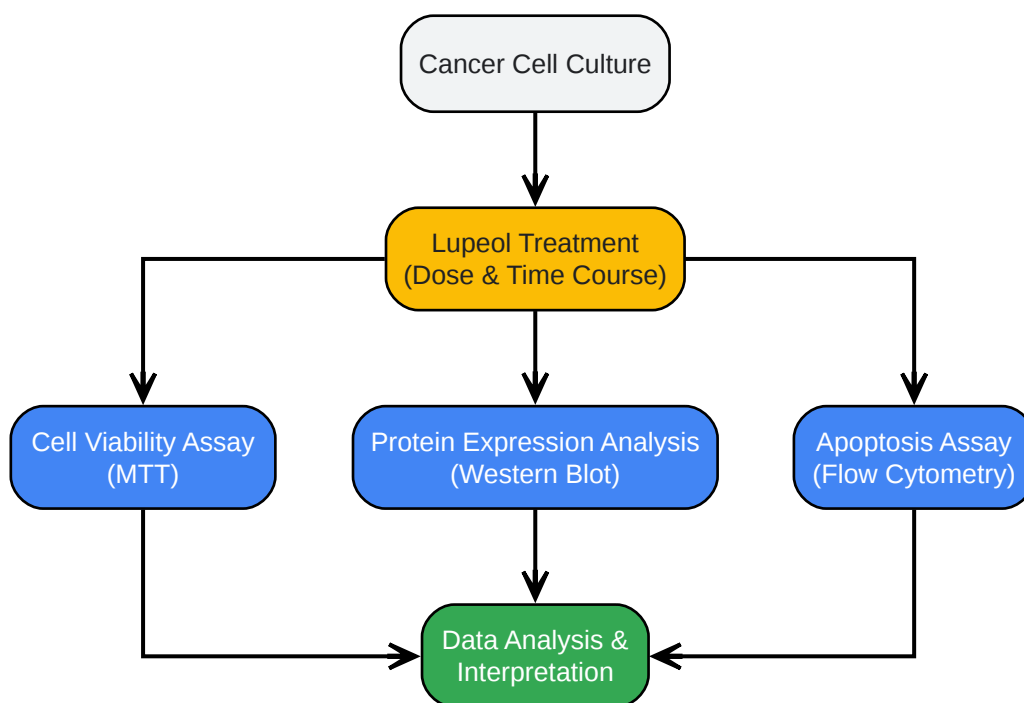 Cancer Cell Culture
Lupeol Treatment
(Dose & Time Course)
Cell Viability Assay
(MTT)
Protein Expression Analysis
(Western Blot)
Apoptosis Assay
(Flow Cytometry)
Data Analysis &
Interpretation